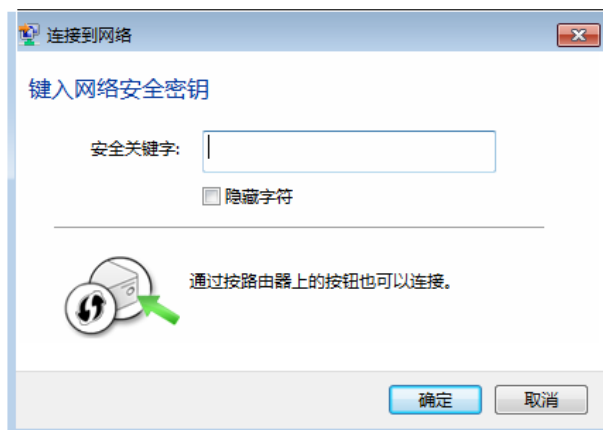 连接到网络
键入网络安全密钥
安全关键字:
隐藏字符
通过按路由器上的按钮也可以连接。
确定
取消